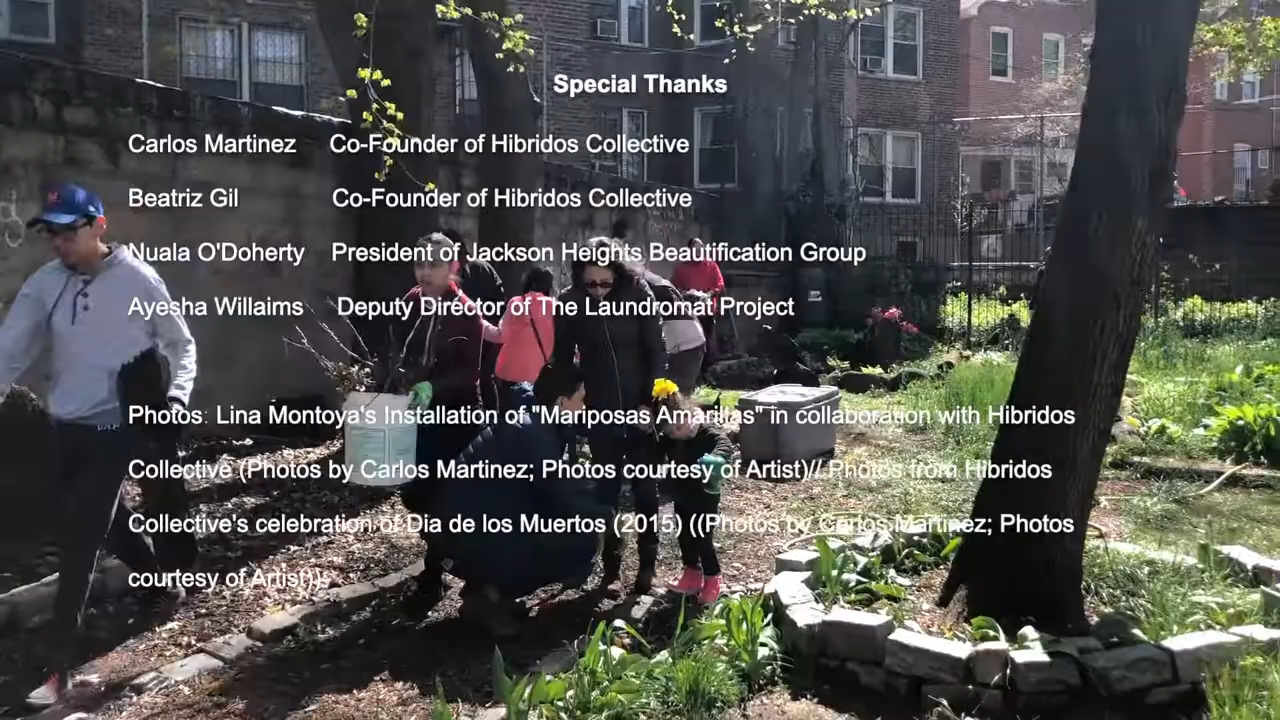 Special Thanks
Carlos Martinez Co-Founder of Hibridos Collective
Beatriz Gil Co-Founder of Hibridos Collective
Nuala O'Doherty President of Jackson Heights Beautification Group
Ayesha Willaims Deputy Director of The Laundromat Project
Photos: Lina Montoya's Installation of "Mariposas Amarillas" in collaboration with Hibridos
Collective (Photos by Carlos Martinez; Photos courtesy of Artist)// Photos from Hibridos
Collective's celebration of Dia de los Muertos (2015) ((Photos by Carlos Martinez; Photos
courtesy of Artist))